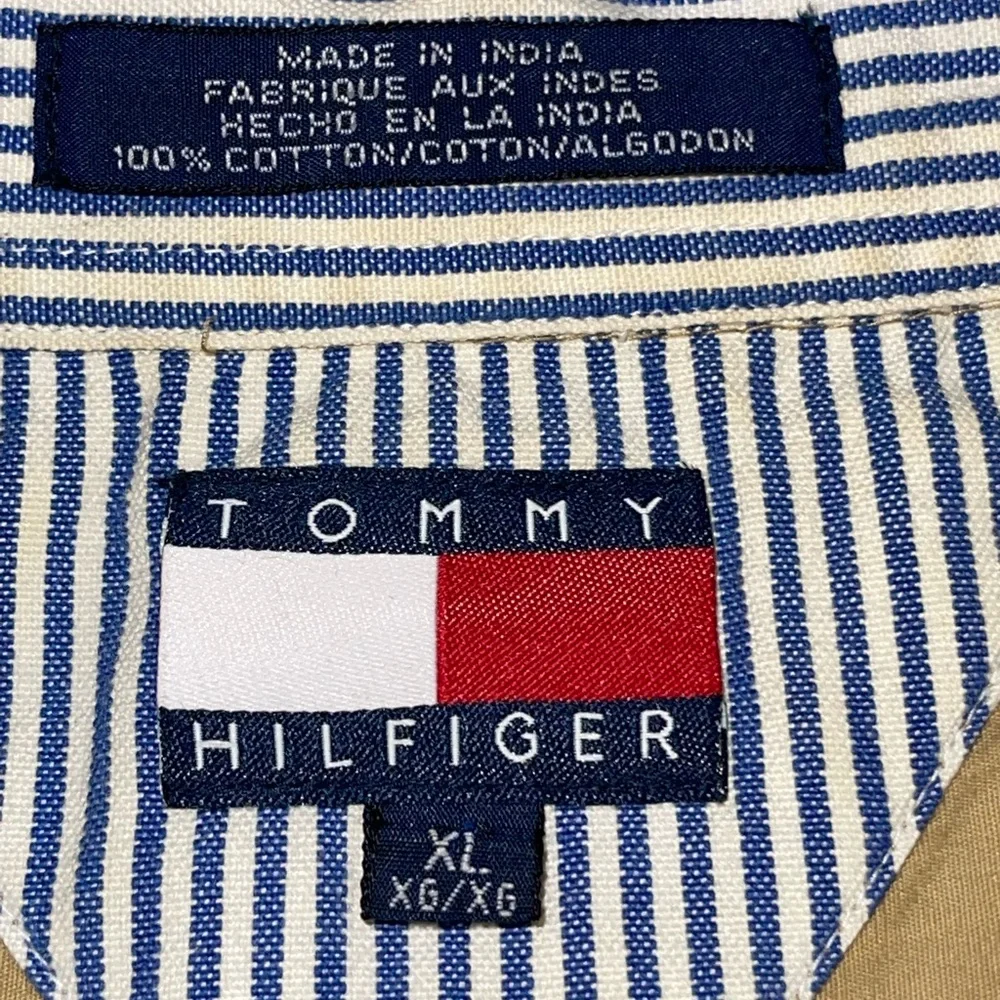 MADE IN INDIA
FABRIQUE AUX INDES
HECHO EN LA INDIA
100% COTTON/COTON/ALGODON
TOMMY
HILFIGER
XL
XG/XG